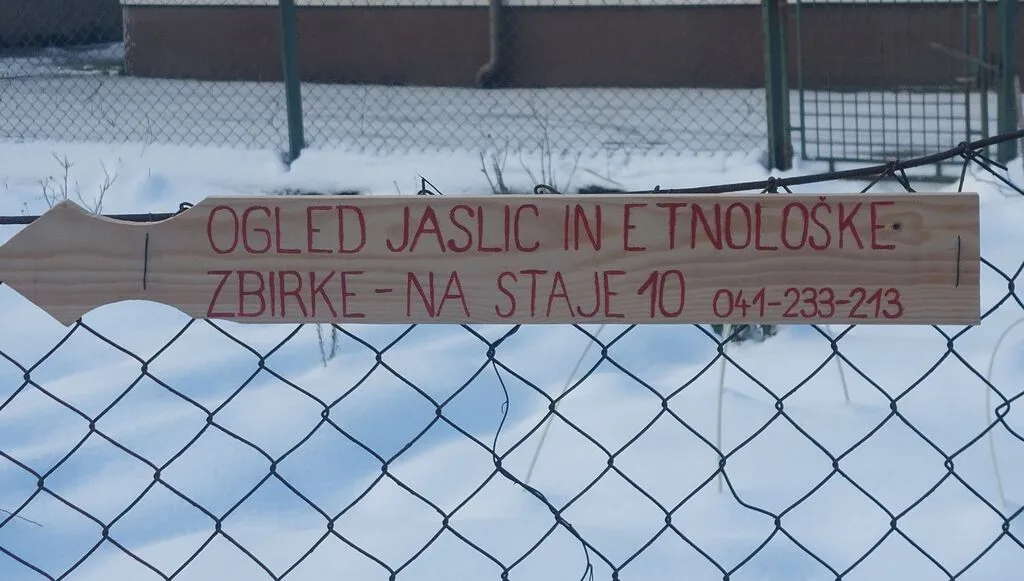 OGLED JASLIC IN ETNOLOŠKE
ZBIRKE - NA STAJE 10 041-233-213